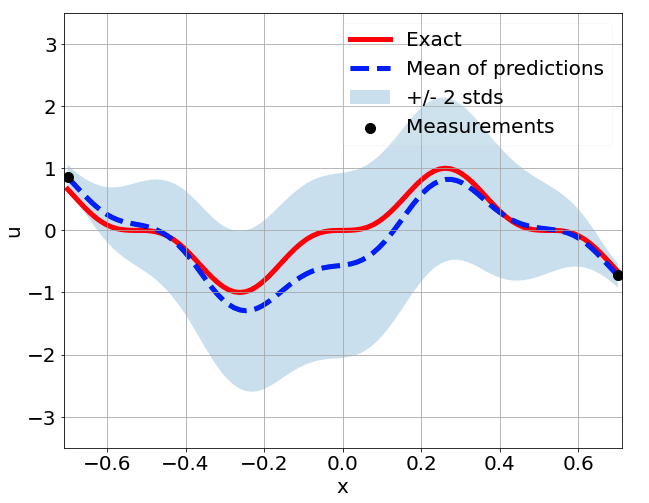 Exact
Mean of predictions
+/- 2 stds
Measurements
3
2
1
0
−1
−2
−3
u
−0.6 −0.4 −0.2 0.0 0.2 0.4 0.6
x